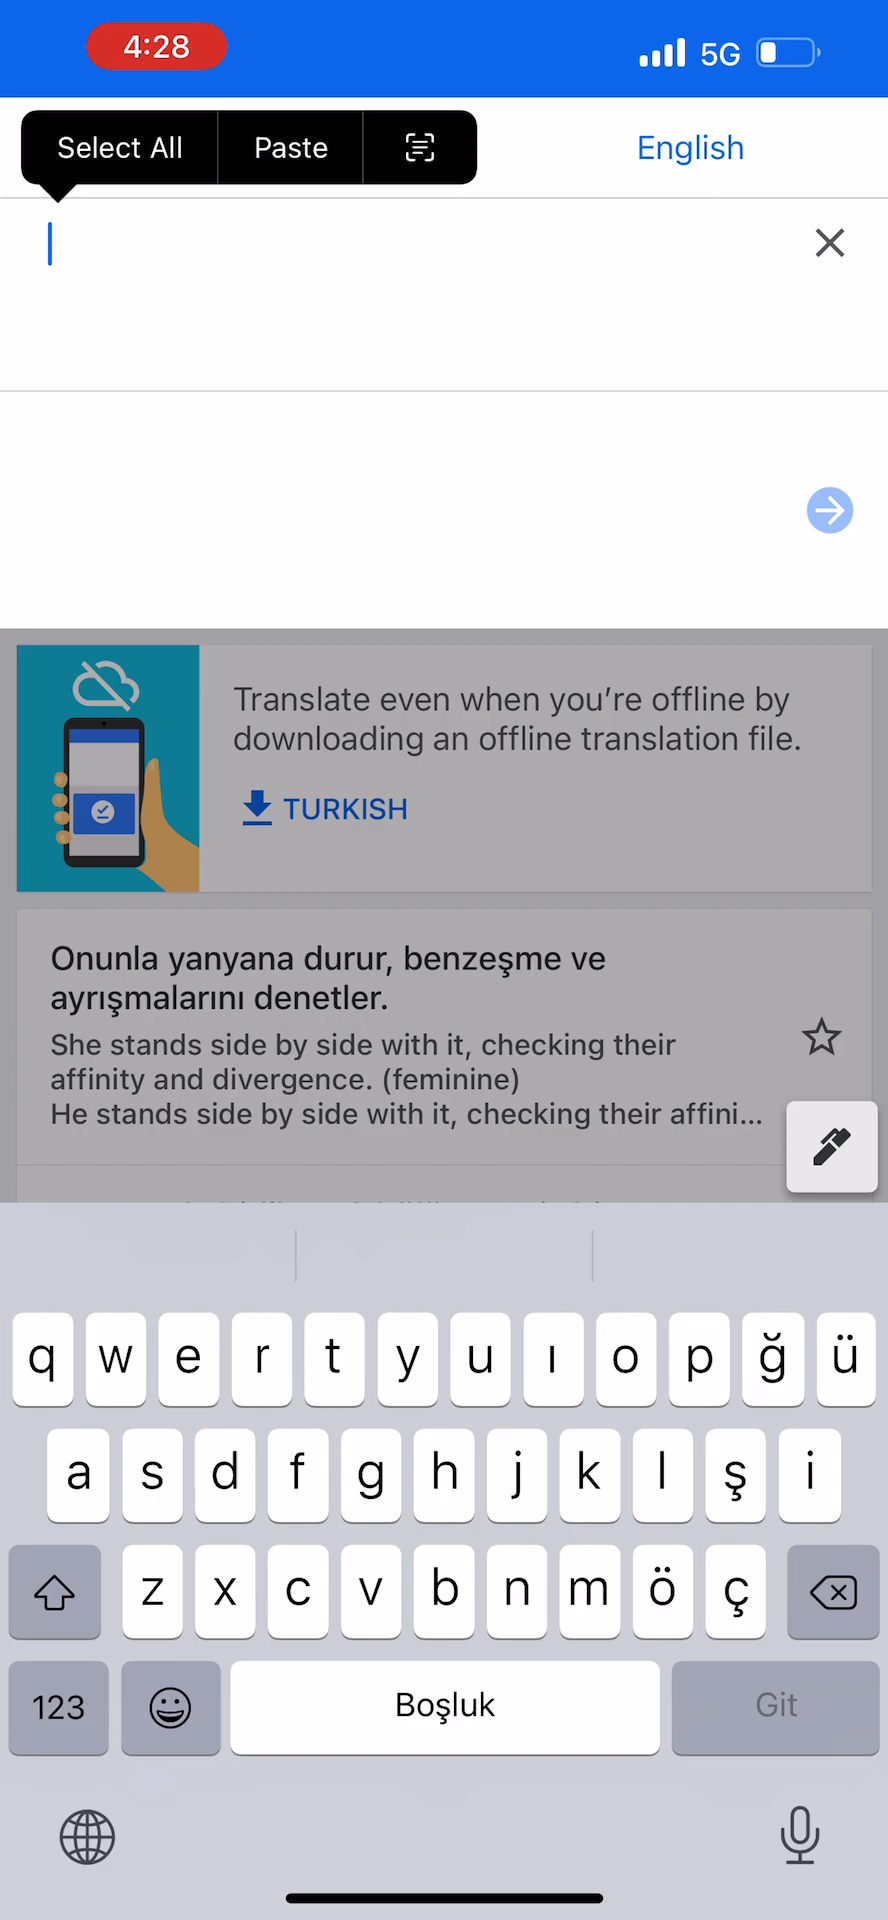 4:28
5G
Select All
Paste
English
Translate even when you’re offline by
downloading an offline translation file.
TURKISH
Onunla yanyana durur, benzeşme ve
ayrışmalarını denetler.
She stands side by side with it, checking their
affinity and divergence. (feminine)
He stands side by side with it, checking their affini...
q w e r t y u ı o p ğ ü
a s d f g h j k l ş i
z x c v b n m ö ç
123
Boşluk
Git